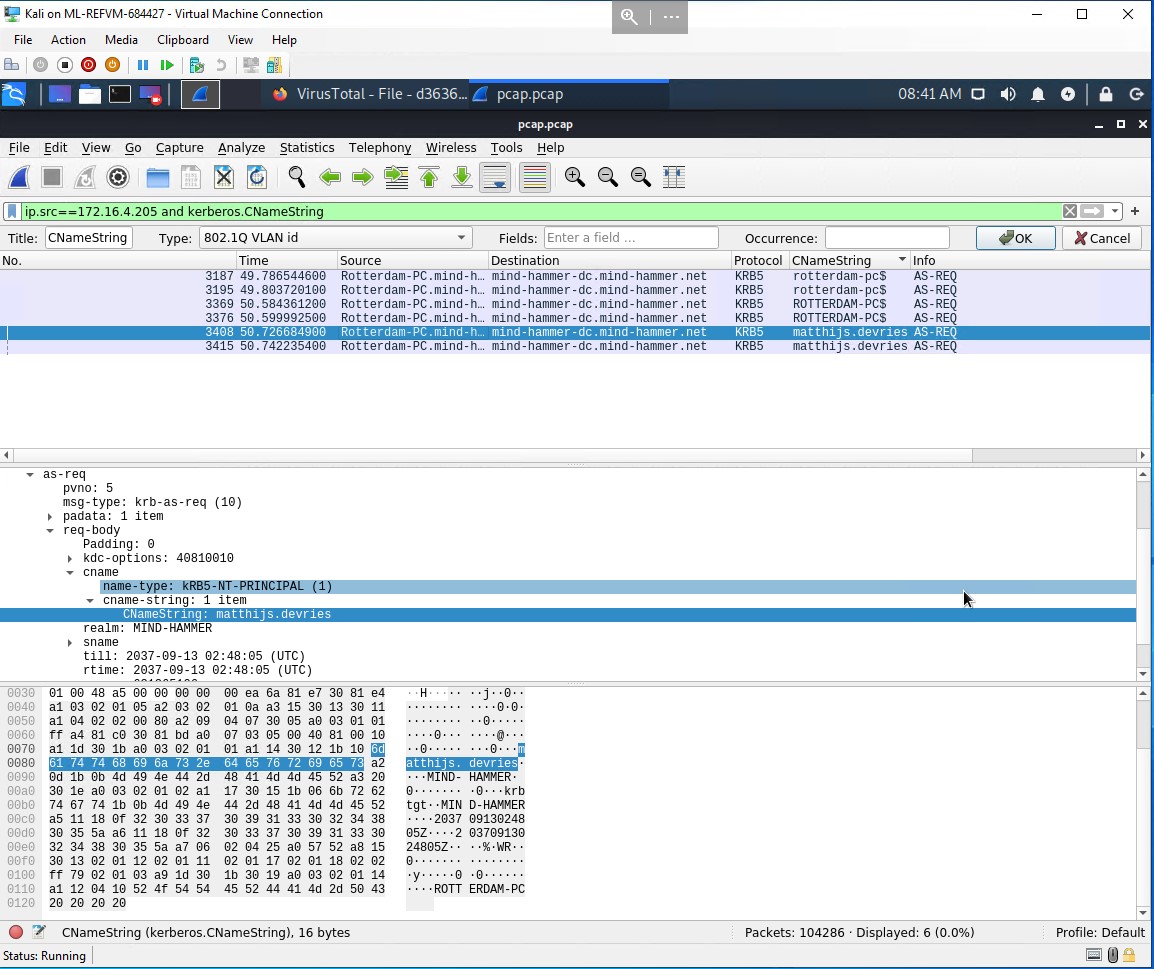 Kali on ML-REFVM-684427 - Virtual Machine Connection
File Action Media Clipboard View Help
VirusTotal - File - d3636... pcap.pcap 08:41 AM
pcap.pcap
File Edit View Go Capture Analyze Statistics Telephony Wireless Tools Help
ip.src==172.16.4.205 and kerberos.CNameString
Title: CNameString Type: 802.1Q VLAN id Fields: Enter a field ... Occurrence: OK Cancel
No. Time Source Destination Protocol CNameString Info
3187 49.786544600 Rotterdam-PC.mind-h… mind-hammer-dc.mind-hammer.net KRB5 rotterdam-pc$ AS-REQ
3195 49.803720100 Rotterdam-PC.mind-h… mind-hammer-dc.mind-hammer.net KRB5 rotterdam-pc$ AS-REQ
3369 50.584361200 Rotterdam-PC.mind-h… mind-hammer-dc.mind-hammer.net KRB5 ROTTERDAM-PC$ AS-REQ
3376 50.599992500 Rotterdam-PC.mind-h… mind-hammer-dc.mind-hammer.net KRB5 ROTTERDAM-PC$ AS-REQ
3408 50.726684900 Rotterdam-PC.mind-h… mind-hammer-dc.mind-hammer.net KRB5 matthijs.devries AS-REQ
3415 50.742235400 Rotterdam-PC.mind-h… mind-hammer-dc.mind-hammer.net KRB5 matthijs.devries AS-REQ
as-req
pvno: 5
msg-type: krb-as-req (10)
padata: 1 item
req-body
Padding: 0
kdc-options: 40810010
cname
name-type: kRB5-NT-PRINCIPAL (1)
cname-string: 1 item
CNameString: matthijs.devries
realm: MIND-HAMMER
sname
till: 2037-09-13 02:48:05 (UTC)
rtime: 2037-09-13 02:48:05 (UTC)
0030 01 00 48 a5 00 00 00 00 00 ea 6a 81 e7 30 81 e4 ··H····· ··j··0··
0040 a1 03 02 01 05 a2 03 02 01 0a a3 15 30 13 30 11 ········ ····0·0·
0050 a1 04 02 02 00 80 a2 09 04 07 30 05 a0 03 01 01 ········ ··0·····
0060 ff a4 81 c0 30 81 bd a0 07 03 05 00 40 81 00 10 ····0··· ····@···
0070 a1 1d 30 1b a0 03 02 01 01 a1 14 30 12 1b 10 6d ··0····· ···0···m
0080 61 74 74 68 69 6a 73 2e 64 65 76 72 69 65 73 a2 atthijs. devries·
0090 0d 1b 0b 4d 49 4e 44 2d 48 41 4d 4d 45 52 a3 20 ···MIND- HAMMER· 
00a0 30 1e a0 03 02 01 02 a1 17 30 15 1b 06 6b 72 62 0······· ·0···krb
00b0 74 67 74 1b 0b 4d 49 4e 44 2d 48 41 4d 4d 45 52 tgt··MIN D-HAMMER
00c0 a5 11 18 0f 32 30 33 37 30 39 31 33 30 32 34 38 ····2037 09130248
00d0 30 35 5a a6 11 18 0f 32 30 33 37 30 39 31 33 30 05Z····2 03709130
00e0 32 34 38 30 35 5a a7 06 02 04 25 a0 57 52 a8 15 24805Z·· ··%·WR··
00f0 30 13 02 01 12 02 01 11 02 01 17 02 01 18 02 02 0······· ········
0100 ff 79 02 01 03 a9 1d 30 1b 30 19 a0 03 02 01 14 ·y·····0 ·0······
0110 a1 12 04 10 52 4f 54 54 45 52 44 41 4d 2d 50 43 ····ROTT ERDAM-PC
0120 20 20 20 20
CNameString (kerberos.CNameString), 16 bytes Packets: 104286 · Displayed: 6 (0.0%) Profile: Default
Status: Running